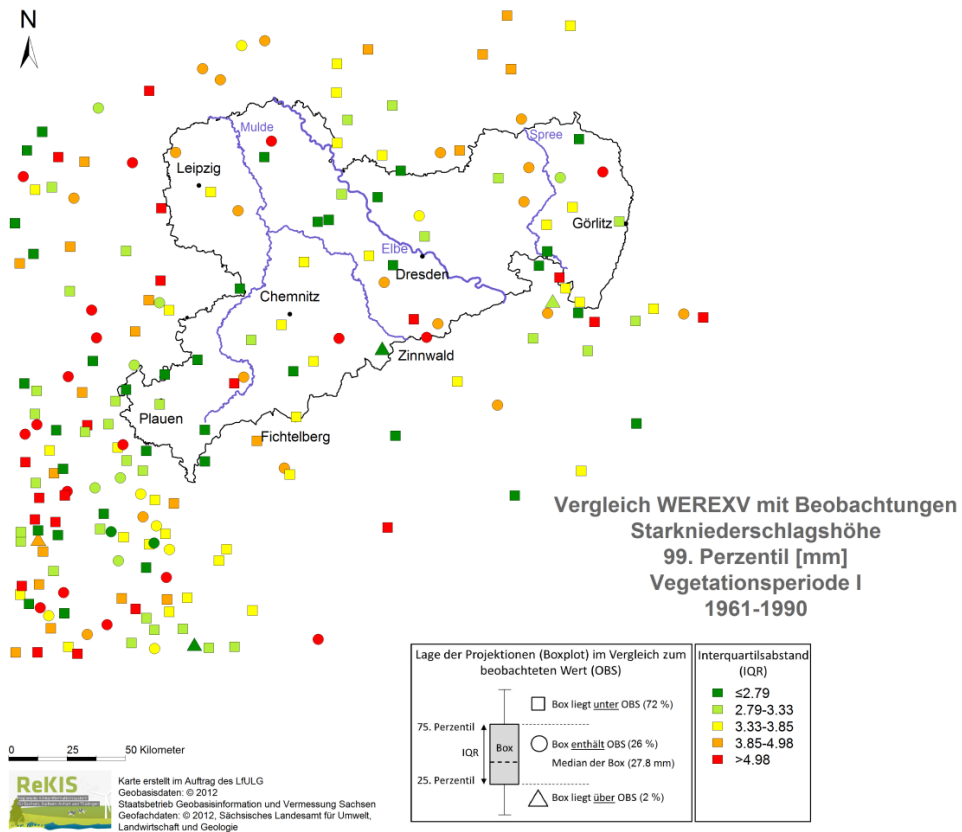 N
Mulde
Spree
Leipzig
Görlitz
Elbe
Dresden
Chemnitz
Zinnwald
Plauen
Fichtelberg
Vergleich WEREXV mit Beobachtungen
Starkniederschlagshöhe
99. Perzentil [mm]
Vegetationsperiode I
1961-1990
Lage der Projektionen (Boxplot) im Vergleich zum
beobachteten Wert (OBS)
75. Perzentil
IQR
25. Perzentil
Box
Box liegt unter OBS (72 %)
Box enthält OBS (26 %)
Median der Box (27.8 mm)
Box liegt über OBS (2 %)
Interquartilsabstand
(IQR)
≤2.79
2.79-3.33
3.33-3.85
3.85-4.98
>4.98
0 25 50 Kilometer
ReKIS
Karte erstellt im Auftrag des LfULG
Geobasisdaten: © 2012
Staatsbetrieb Geobasisinformation und Vermessung Sachsen
Geofachdaten: © 2012, Sächsisches Landesamt für Umwelt,
Landwirtschaft und Geologie